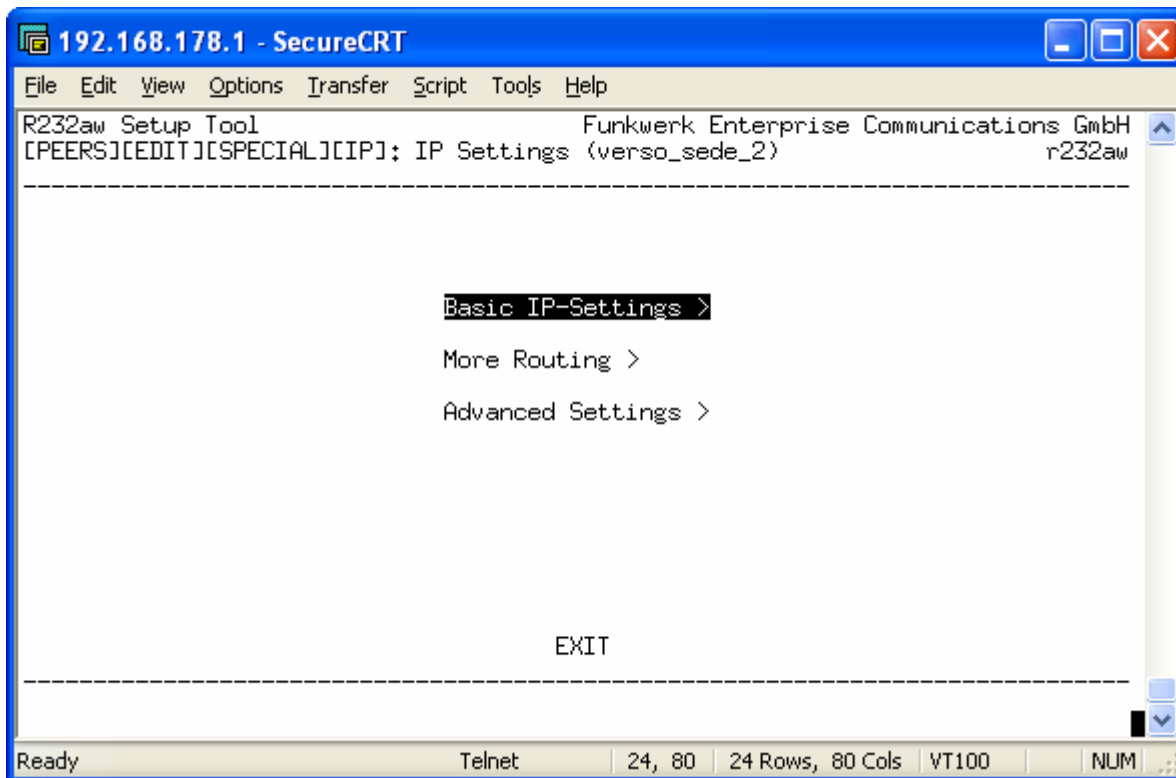 192.168.178.1 - SecureCRT
File Edit View Options Transfer Script Tools Help
R232aw Setup Tool Funkwerk Enterprise Communications GmbH
[PEERS][EDIT][SPECIAL][IP]: IP Settings (verso_sede_2) r232aw
Basic IP-Settings >
More Routing >
Advanced Settings >
EXIT
Ready Telnet 24, 80 24 Rows, 80 Cols VT100 NUM